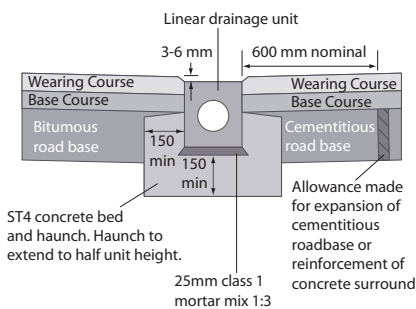 Linear drainage unit
3-6 mm
600 mm nominal
Wearing Course
Wearing Course
Base Course
Base Course
Bitumous
road base
Cementitious
road base
150
min
150
min
ST4 concrete bed
and haunch. Haunch to
extend to half unit height.
Allowance made
for expansion of
cementitious
roadbase or
reinforcement of
concrete surround
25mm class 1
mortar mix 1:3